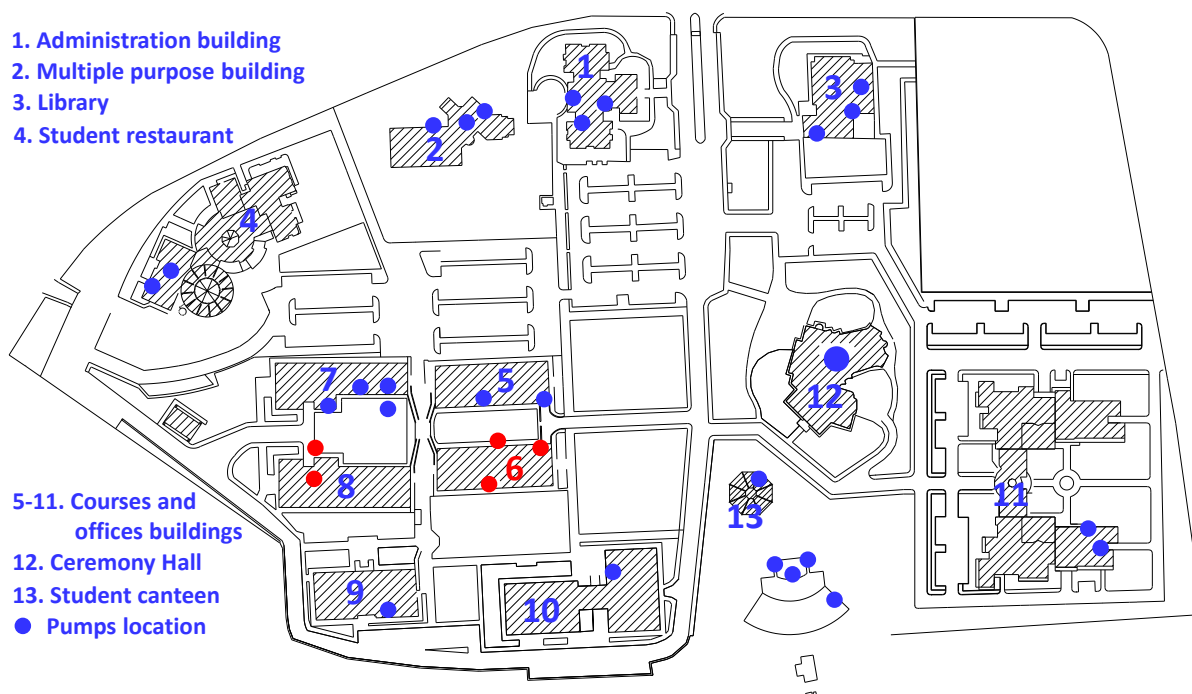 1. Administration building
2. Multiple purpose building
3. Library
4. Student restaurant
1
2
3
4
5
6
7
8
9
10
11
12
13
5-11. Courses and
offices buildings
12. Ceremony Hall
13. Student canteen
Pumps location